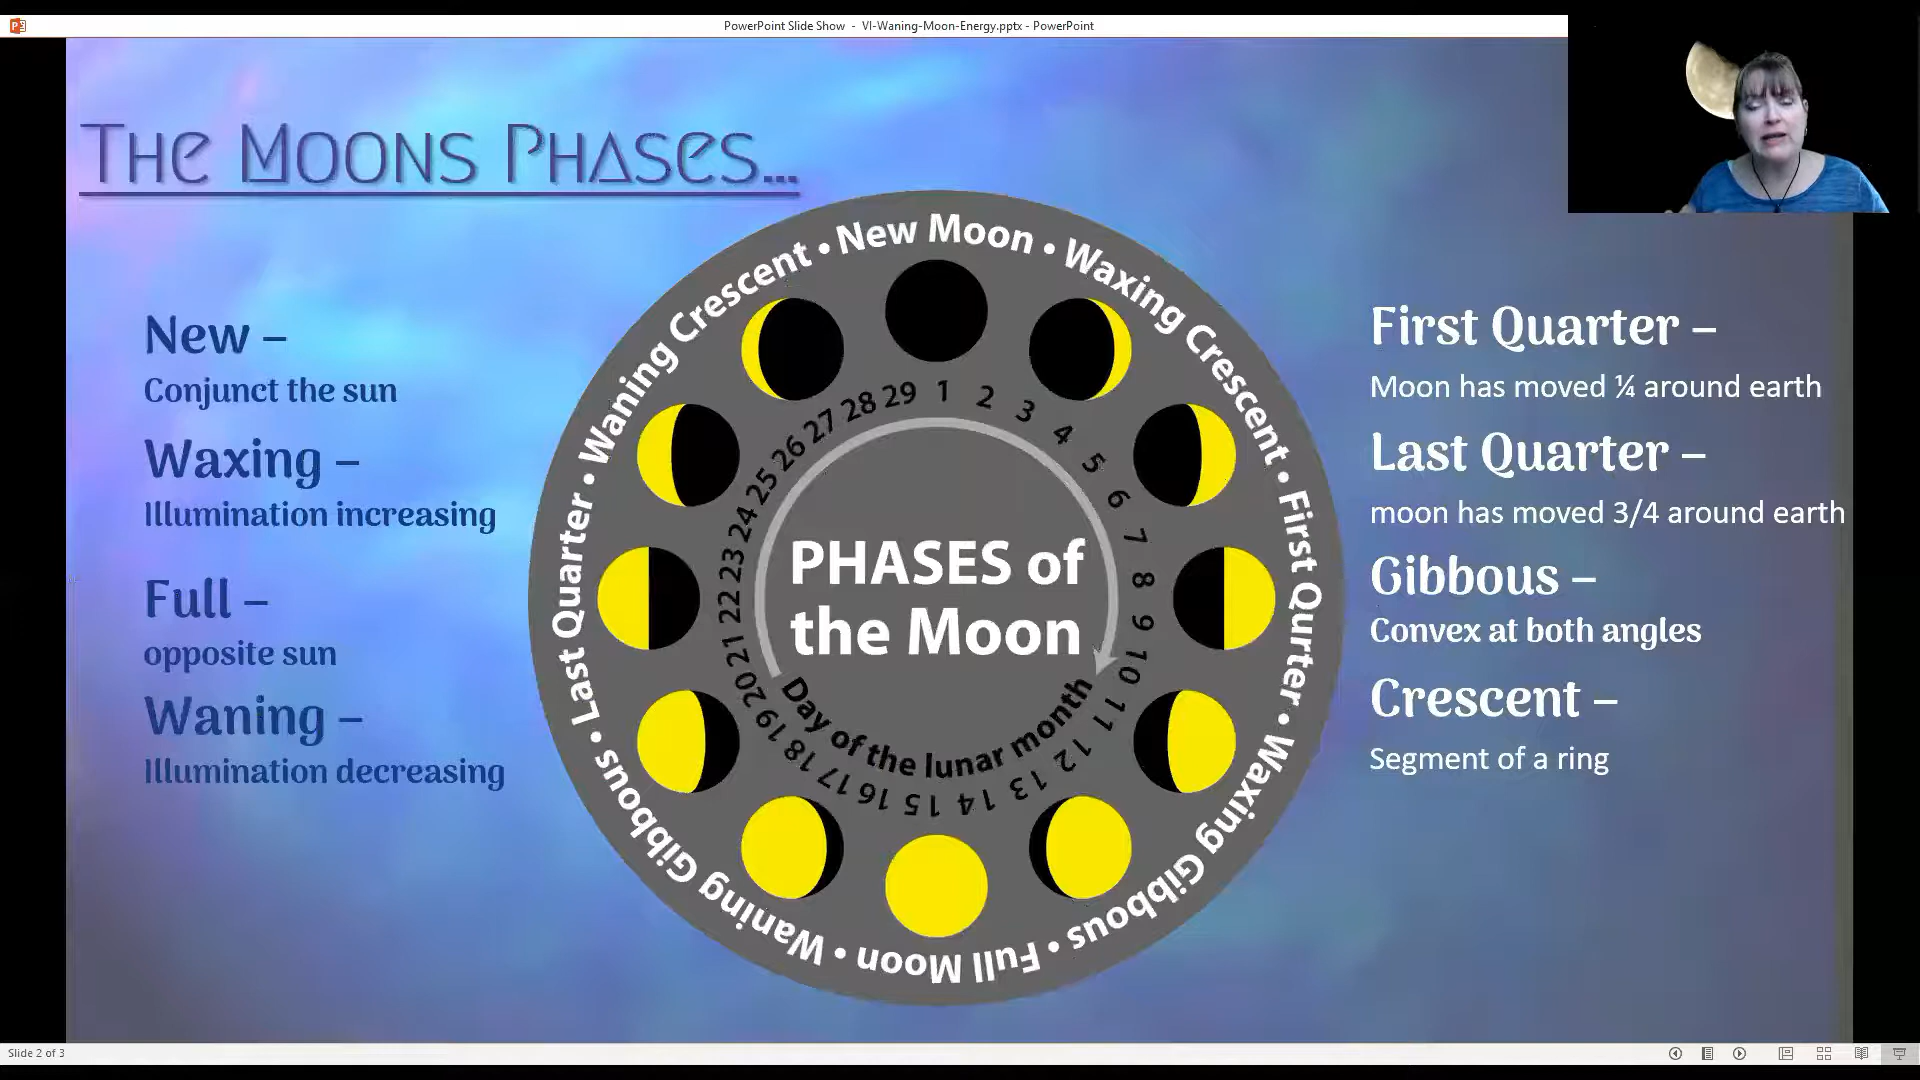 PowerPoint Slide Show - VI-Waning-Moon-Energy.pptx - PowerPoint
The Moons Phases...
New –
Conjunct the sun
Waxing –
Illumination increasing
Full –
opposite sun
Waning –
Illumination decreasing
New Moon • Waxing Crescent • First Qurter • Waxing Gibbous • Full Moon • Waning Gibbous • Last Quarter • Waning Crescent •
1 2 3 4 5 6 7 8 9 10 11 12 13 14 15 16 17 18 19 20 21 22 23 24 25 26 27 28 29
PHASES of
the Moon
Day of the lunar month
First Quarter –
Moon has moved ¼ around earth
Last Quarter –
moon has moved 3/4 around earth
Gibbous –
Convex at both angles
Crescent –
Segment of a ring
Slide 2 of 3